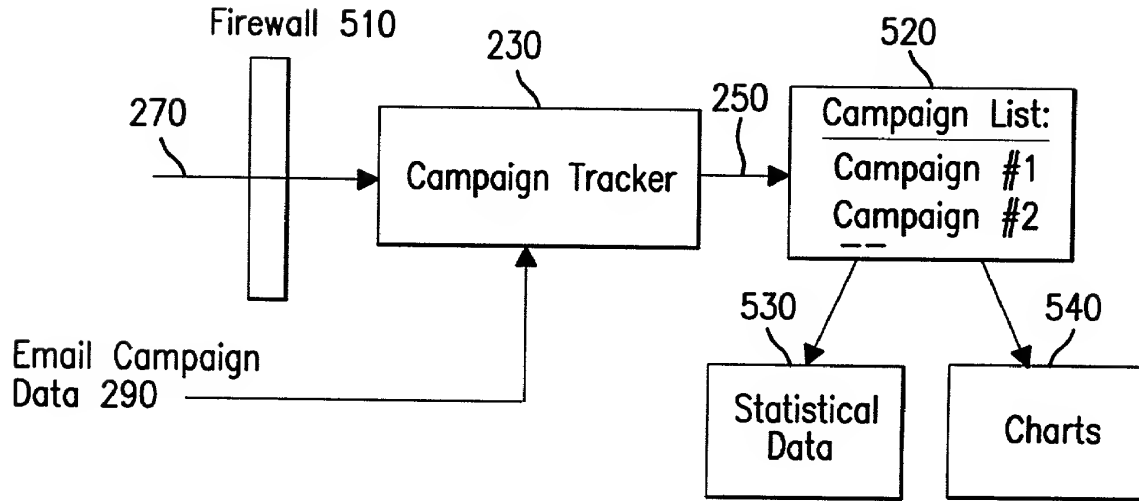 Firewall 510
230
520
270
250
Campaign List:
Campaign #1
Campaign #2
Campaign Tracker
530
540
Email Campaign
Data 290
Statistical
Data
Charts